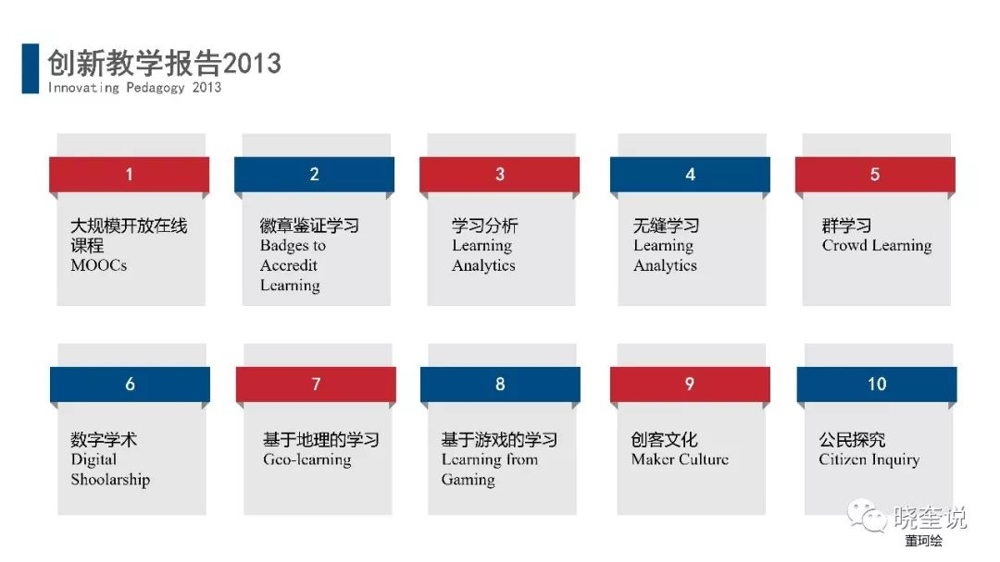 创新教学报告2013
Innovating Pedagogy 2013
1
大规模开放在线
课程
MOOCs
2
徽章鉴证学习
Badges to
Accredit
Learning
3
学习分析
Learning
Analytics
4
无缝学习
Learning
Analytics
5
群学习
Crowd Learning
6
数字学术
Digital
Shoolarship
7
基于地理的学习
Geo-learning
8
基于游戏的学习
Learning from
Gaming
9
创客文化
Maker Culture
10
公民探究
Citizen Inquiry
晓奎说
董珂绘